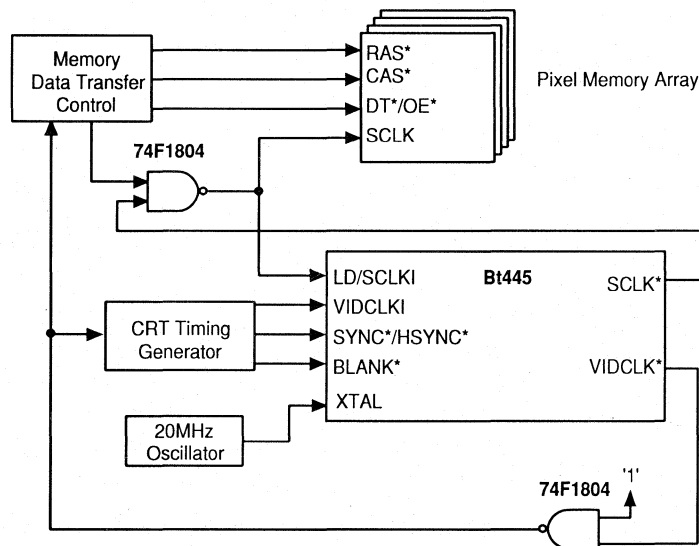 Memory
Data Transfer
Control
RAS*
CAS*
DT*/OE*
SCLK
Pixel Memory Array
74F1804
LD/SCLKI
Bt445
SCLK*
VIDCLKI
SYNC*/HSYNC*
BLANK*
VIDCLK*
XTAL
CRT Timing
Generator
20MHz
Oscillator
74F1804
'1'